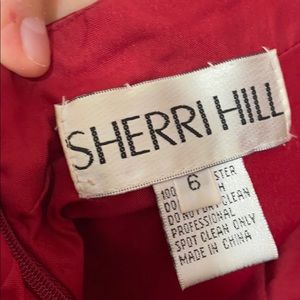 SHERRI HILL
6
DO NOT DRY CLEAN
PROFESSIONAL
SPOT CLEAN ONLY
MADE IN CHINA